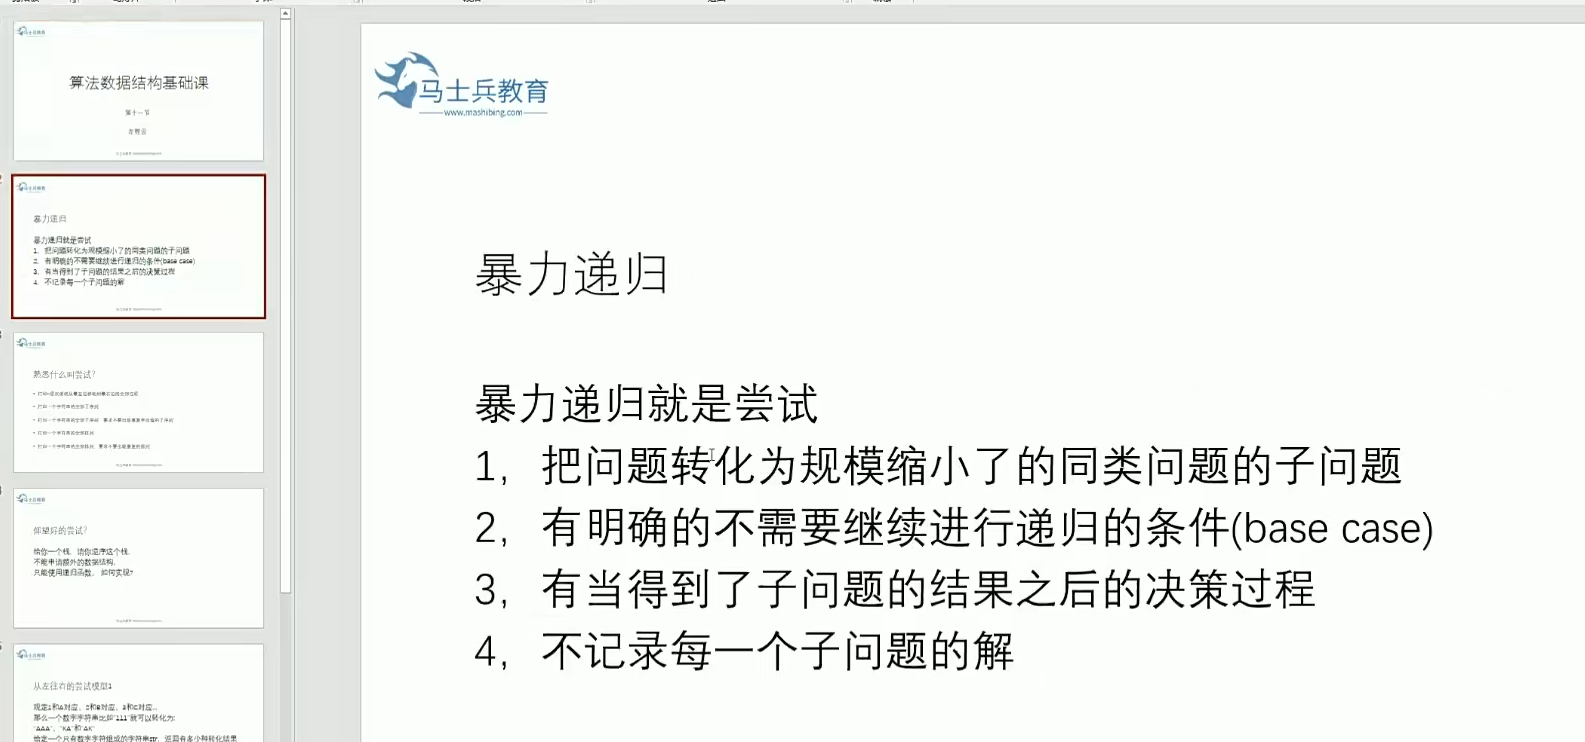 算法数据结构基础课
第十一节
左程云
暴力递归
暴力递归就是尝试
1. 把问题转化为规模缩小了的同类问题的子问题
2. 有明确的不需要继续进行递归的条件(base case)
3. 有当得到了子问题的结果之后的决策过程
4. 不记录每一个子问题的解
熟悉什么叫尝试?
仰望好的尝试?
给你一个栈，请你逆序这个栈，
不能申请额外的数据结构，
只能使用递归函数。 如何实现?
从左往右的尝试模型1
规定1和A对应、2和B对应、3和C对应...
那么一个数字字符串比如"111"就可以转化为:
"AAA"、"KA"和"AK"
给定一个只有数字字符组成的字符串str，返回有多少种转化结果
马士兵教育
www.mashibing.com
暴力递归
暴力递归就是尝试
1， 把问题转化为规模缩小了的同类问题的子问题
2， 有明确的不需要继续进行递归的条件(base case)
3， 有当得到了子问题的结果之后的决策过程
4， 不记录每一个子问题的解